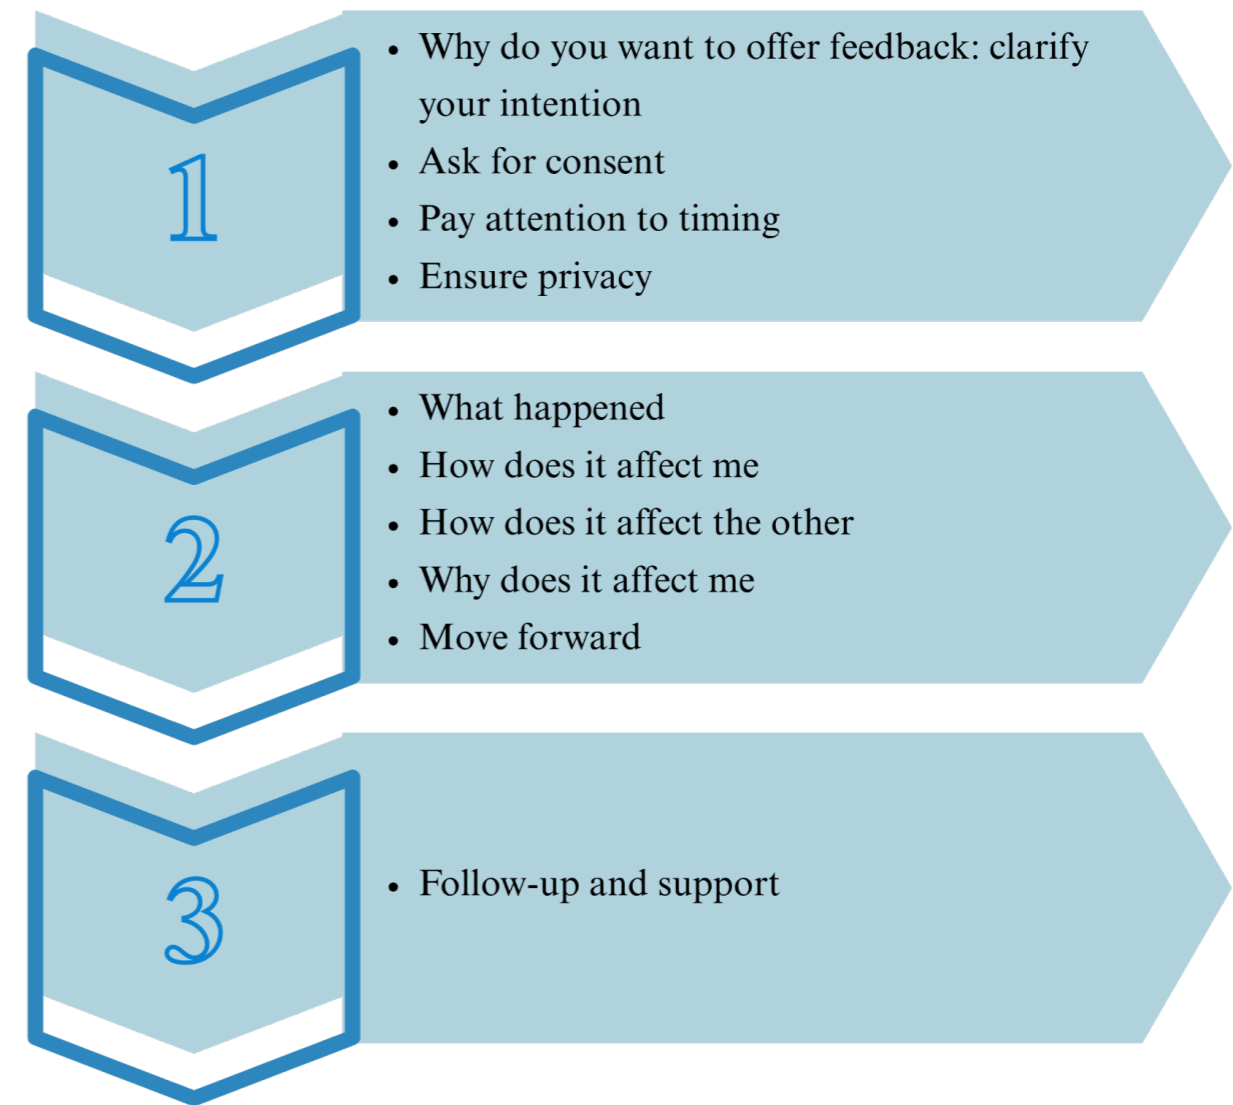 1
• Why do you want to offer feedback: clarify
your intention
• Ask for consent
• Pay attention to timing
• Ensure privacy
2
• What happened
• How does it affect me
• How does it affect the other
• Why does it affect me
• Move forward
3
• Follow-up and support